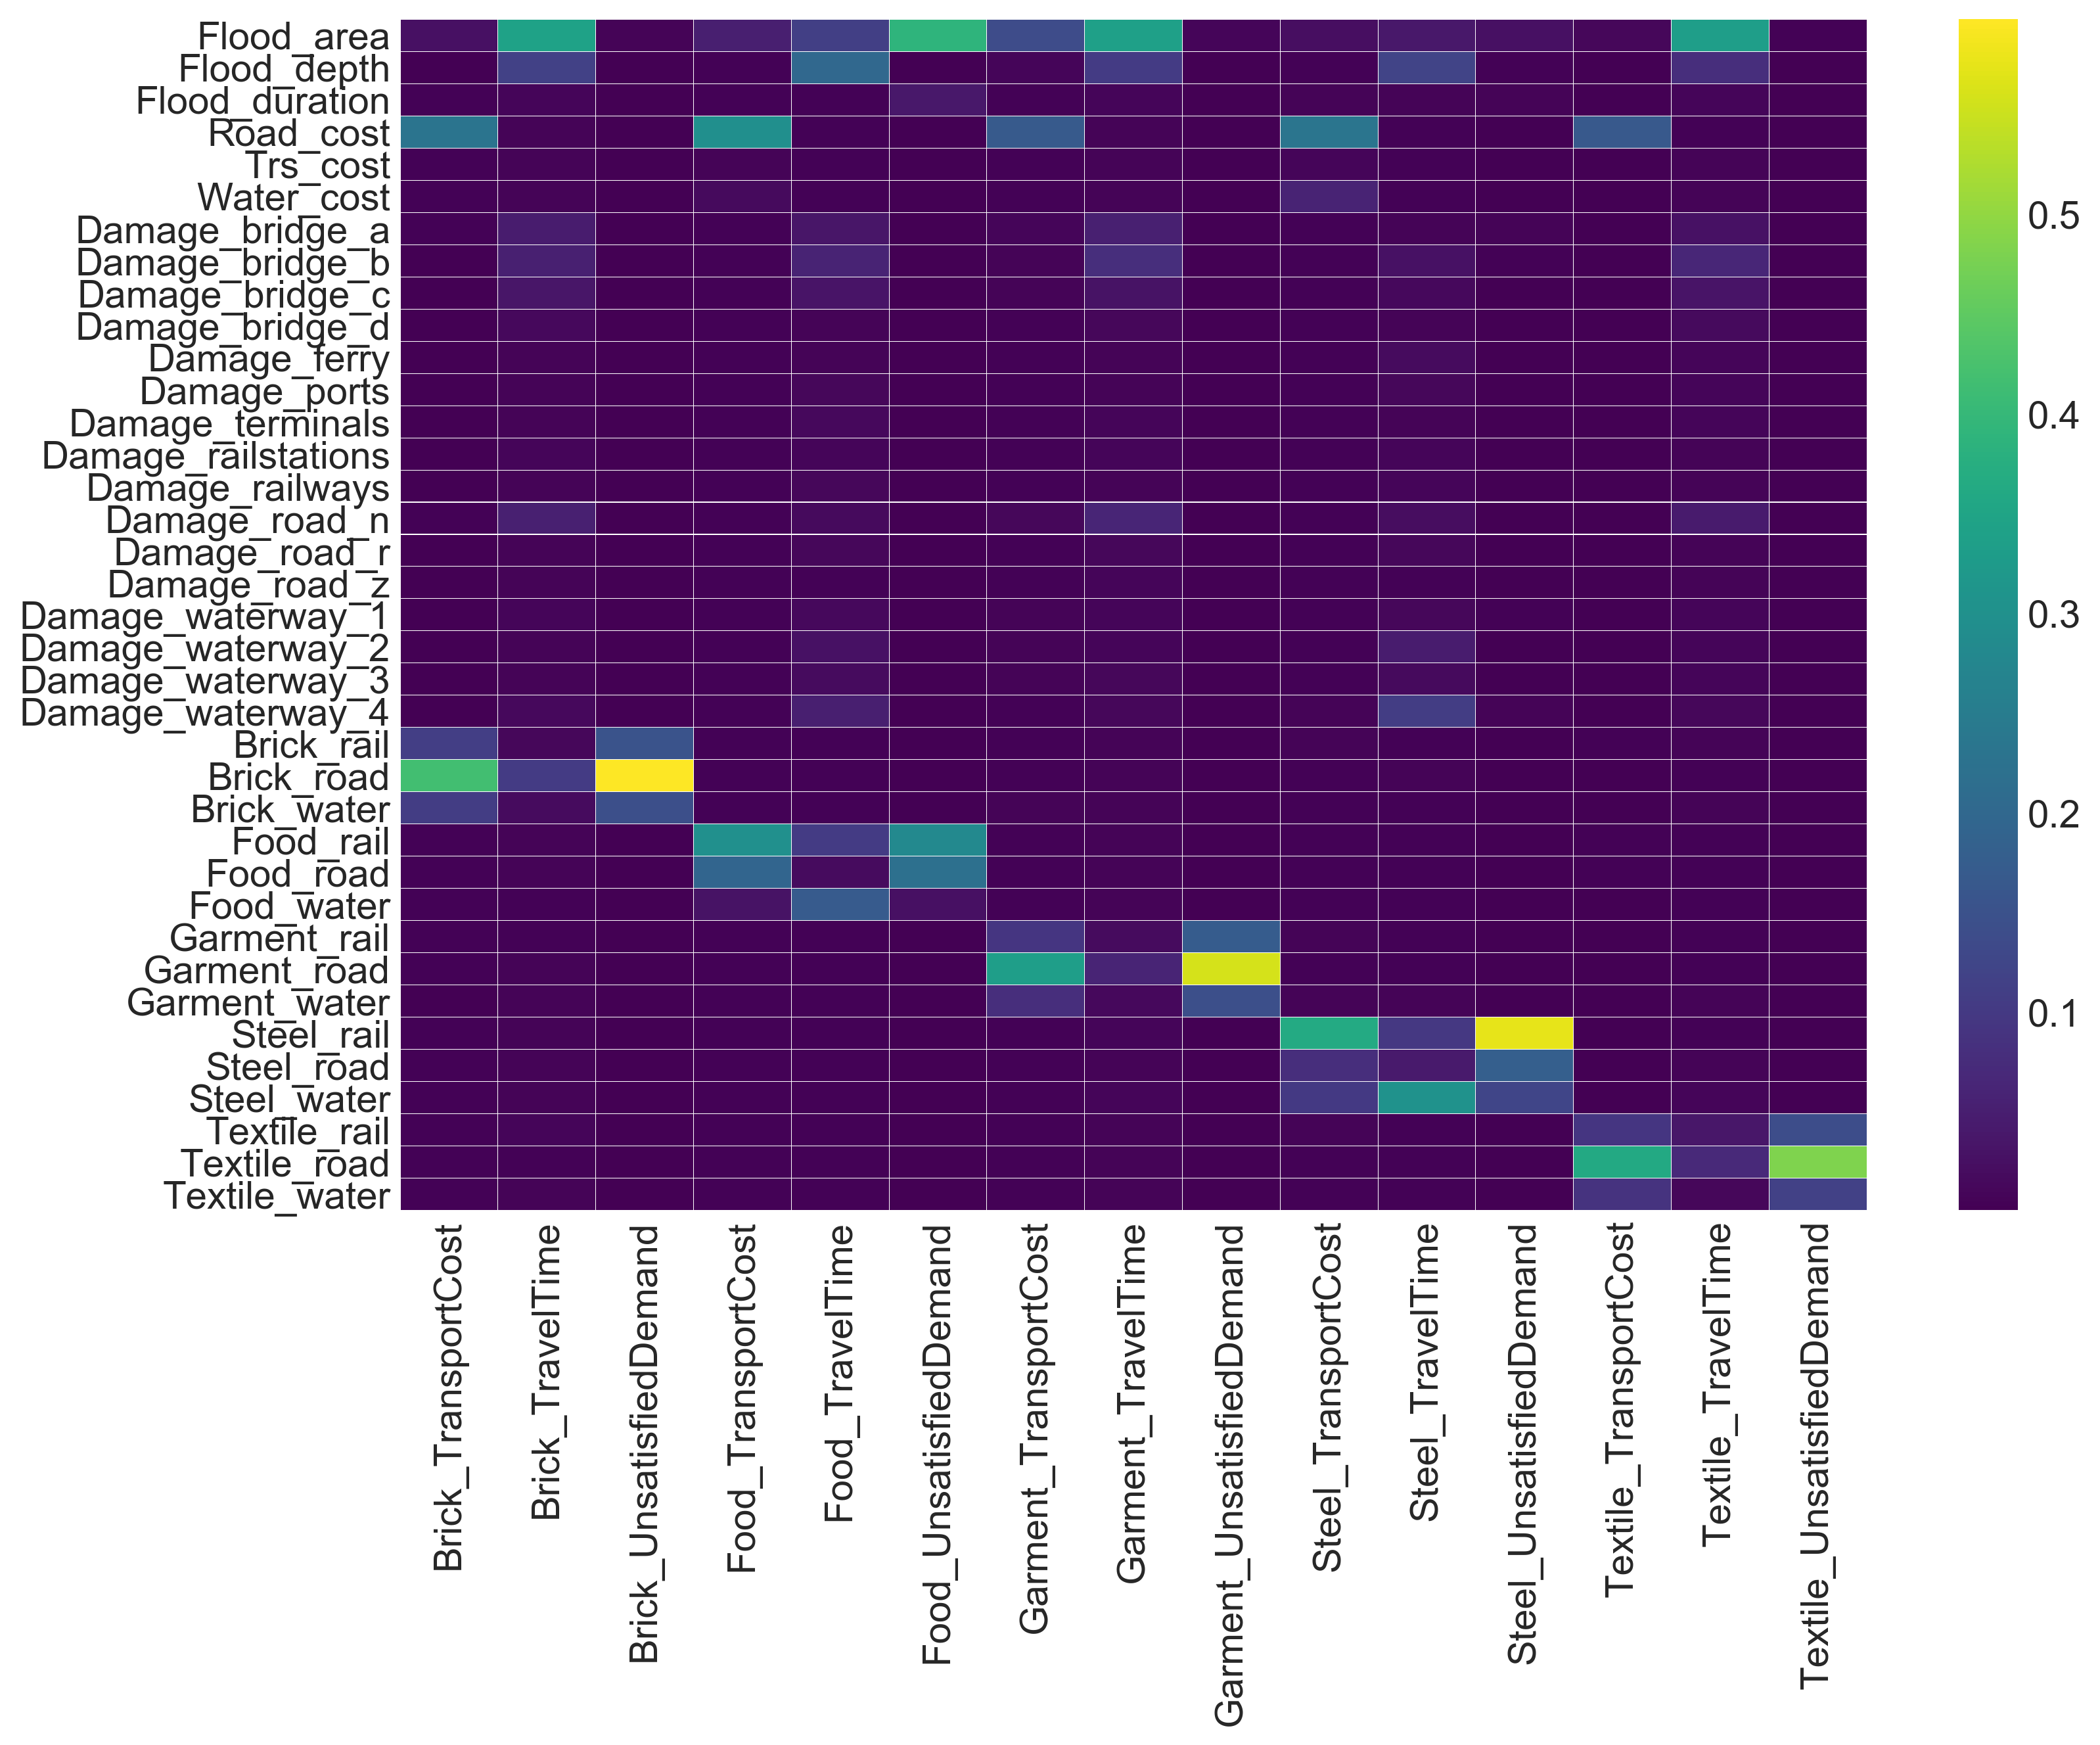 Flood_area
Flood_depth
Flood_duration
Road_cost
Trs_cost
Water_cost
Damage_bridge_a
Damage_bridge_b
Damage_bridge_c
Damage_bridge_d
Damage_ferry
Damage_ports
Damage_terminals
Damage_railstations
Damage_railways
Damage_road_n
Damage_road_r
Damage_road_z
Damage_waterway_1
Damage_waterway_2
Damage_waterway_3
Damage_waterway_4
Brick_rail
Brick_road
Brick_water
Food_rail
Food_road
Food_water
Garment_rail
Garment_road
Garment_water
Steel_rail
Steel_road
Steel_water
Textile_rail
Textile_road
Textile_water
Brick_TransportCost
Brick_TravelTime
Brick_UnsatisfiedDemand
Food_TransportCost
Food_TravelTime
Food_UnsatisfiedDemand
Garment_TransportCost
Garment_TravelTime
Garment_UnsatisfiedDemand
Steel_TransportCost
Steel_TravelTime
Steel_UnsatisfiedDemand
Textile_TransportCost
Textile_TravelTime
Textile_UnsatisfiedDemand
0.5
0.4
0.3
0.2
0.1